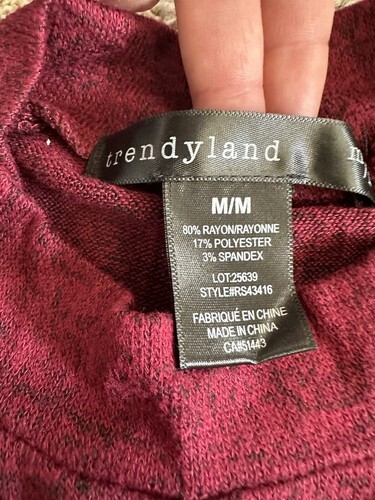 trendyland
M/M
80% RAYON/RAYONNE
17% POLYESTER
3% SPANDEX
LOT:25639
STYLE#RS43416
FABRIQUÉ EN CHINE
MADE IN CHINA
CA#51443